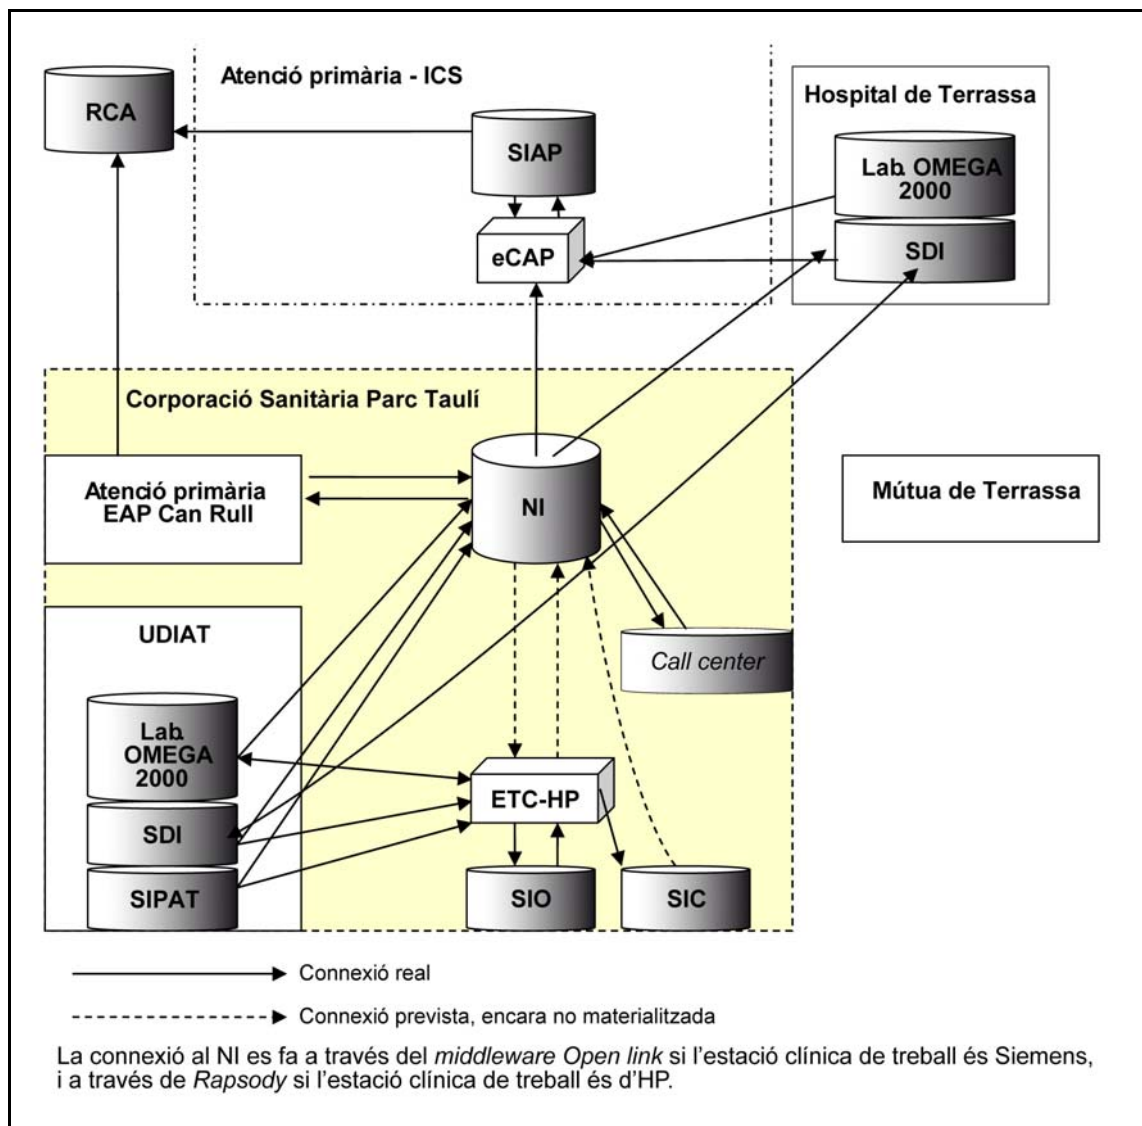 Atenció primària - ICS
RCA
SIAP
eCAP
Hospital de Terrassa
Lab. OMEGA
2000
SDI
Corporació Sanitària Parc Taulí
Atenció primària
EAP Can Rull
NI
Mútua de Terrassa
UDIAT
Call center
Lab.
OMEGA
2000
SDI
SIPAT
ETC-HP
SIO
SIC
Connexió real
Connexió prevista, encara no materialitzada
La connexió al NI es fa a través del middleware Open link si l'estació clínica de treball és Siemens,
i a través de Rapsody si l'estació clínica de treball és d'HP.